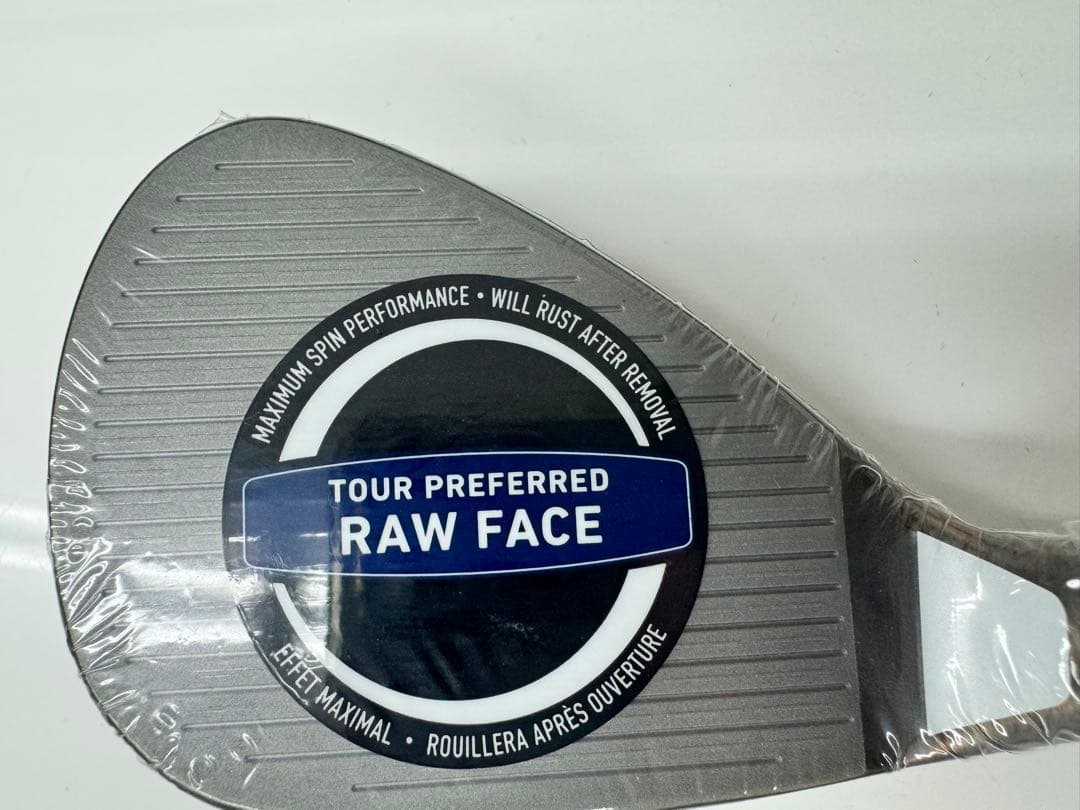 MAXIMUM SPIN PERFORMANCE • WILL RUST AFTER REMOVAL
TOUR PREFERRED
RAW FACE
EFFET MAXIMAL • ROUILLERA APRÈS OUVERTURE